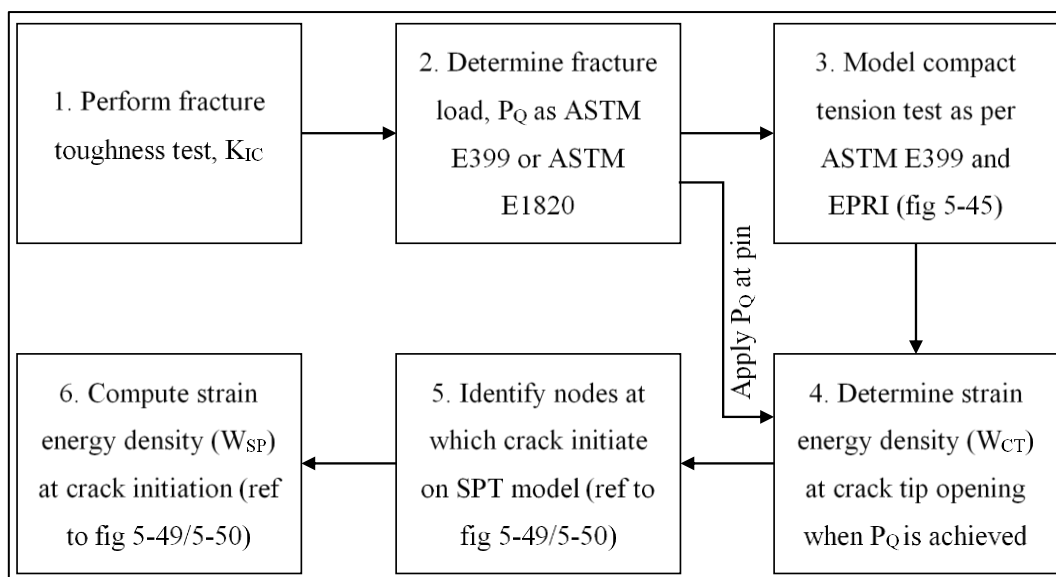 1. Perform fracture
toughness test, KIC
2. Determine fracture
load, PQ as ASTM
E399 or ASTM
E1820
3. Model compact
tension test as per
ASTM E399 and
EPRI (fig 5-45)
Apply PQ at pin
4. Determine strain
energy density (WCT)
at crack tip opening
when PQ is achieved
5. Identify nodes at
which crack initiate
on SPT model (ref to
fig 5-49/5-50)
6. Compute strain
energy density (WSP)
at crack initiation (ref
to fig 5-49/5-50)